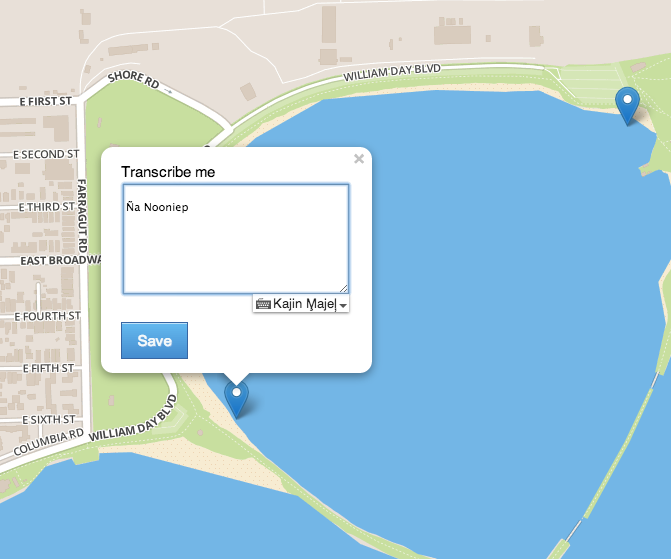 SHORE RD
WILLIAM DAY BLVD
E FIRST ST
E SECOND ST
Transcribe me
×
Ña Nooniep
FARRAGUT RD
E THIRD ST
EAST BROADWA
Kajin M̧ajeļ
E FOURTH ST
Save
E FIFTH ST
E SIXTH ST
COLUMBIA RD
WILLIAM DAY BLVD